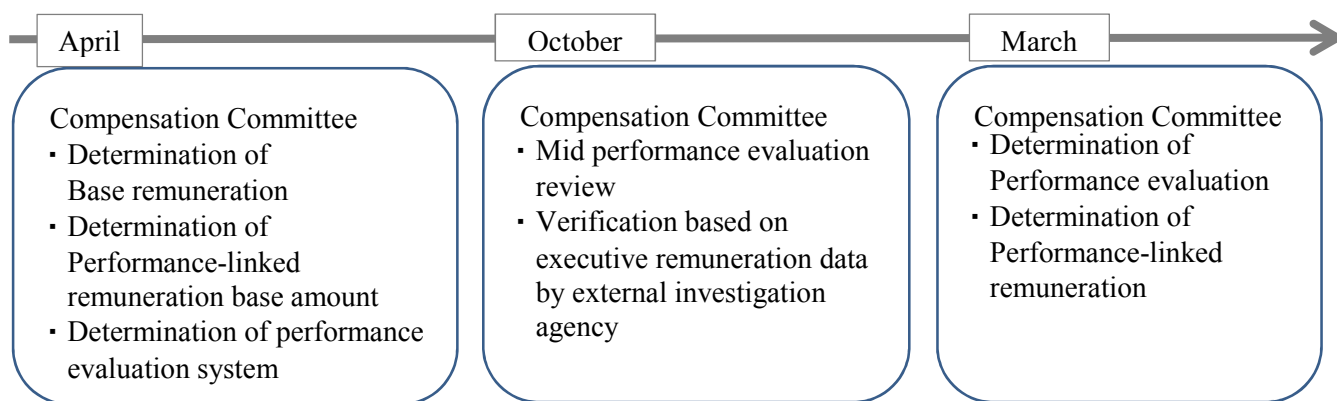 April
October
March
Compensation Committee
▪ Determination of
Base remuneration
▪ Determination of
Performance-linked
remuneration base amount
▪ Determination of performance
evaluation system
Compensation Committee
▪ Mid performance evaluation
review
▪ Verification based on
executive remuneration data
by external investigation
agency
Compensation Committee
▪ Determination of
Performance evaluation
▪ Determination of
Performance-linked
remuneration